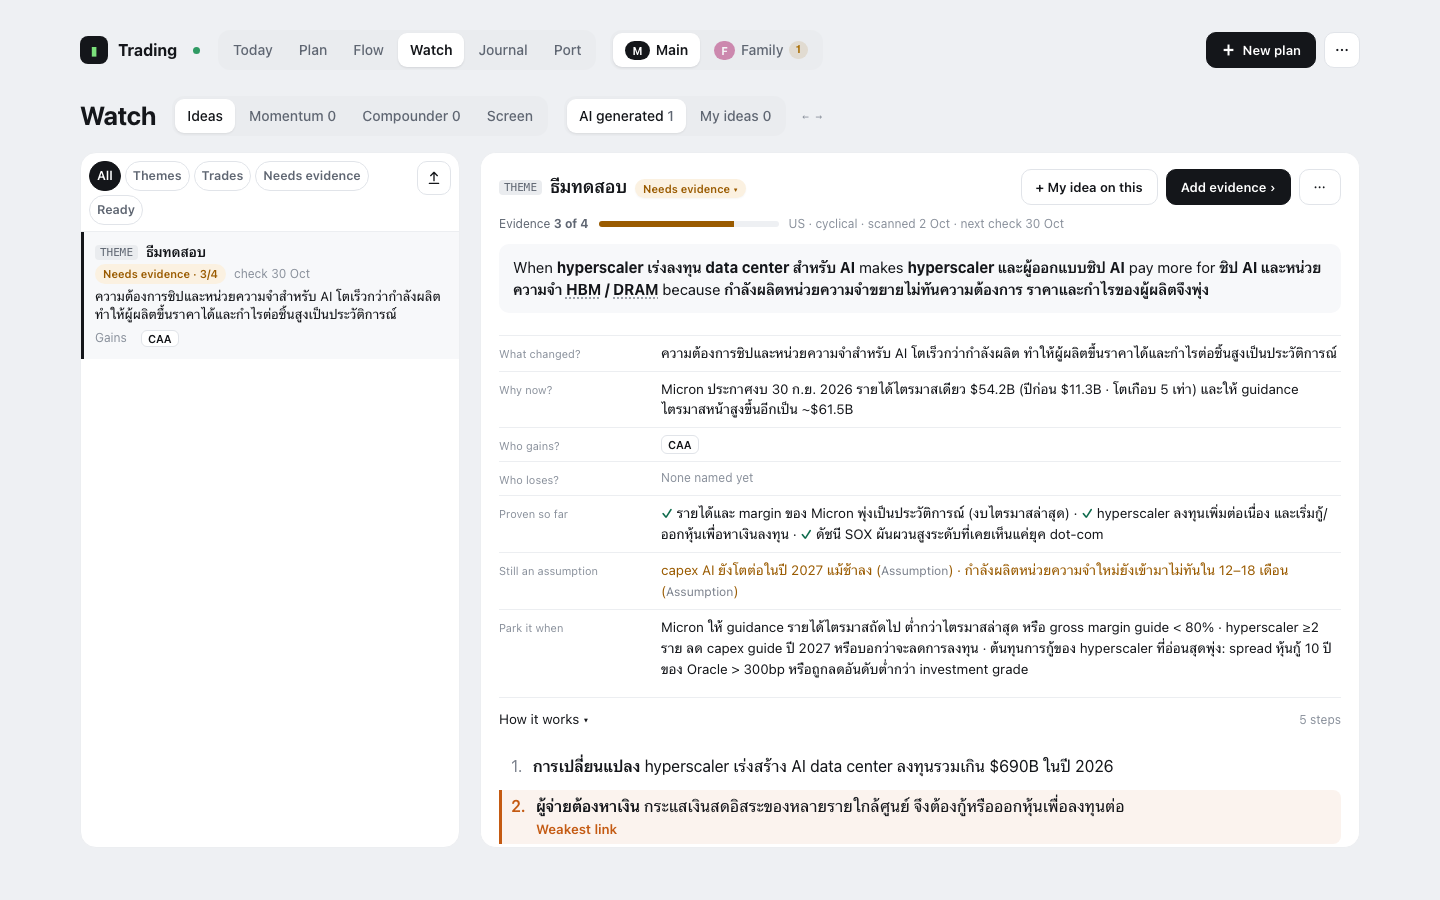 Trading Today Plan Flow Watch Journal Port M Main F Family 1 + New plan ···
Watch Ideas Momentum 0 Compounder 0 Screen AI generated 1 My ideas 0 ← →
All Themes Trades Needs evidence
Ready
THEME ธีมทดสอบ
Needs evidence · 3/4 check 30 Oct
ความต้องการชิปและหน่วยความจำสำหรับ AI โตเร็วกว่ากำลังผลิต
ทำให้ผู้ผลิตขึ้นราคาได้และกำไรต่อชิ้นสูงเป็นประวัติการณ์
Gains CAA
THEME ธีมทดสอบ Needs evidence ▾ + My idea on this Add evidence › ···
Evidence 3 of 4 US · cyclical · scanned 2 Oct · next check 30 Oct
When hyperscaler เร่งลงทุน data center สำหรับ AI makes hyperscaler และผู้ออกแบบชิป AI pay more for ชิป AI และหน่วย
ความจำ HBM / DRAM because กำลังผลิตหน่วยความจำขยายไม่ทันความต้องการ ราคาและกำไรของผู้ผลิตจึงพุ่ง
What changed? ความต้องการชิปและหน่วยความจำสำหรับ AI โตเร็วกว่ากำลังผลิต ทำให้ผู้ผลิตขึ้นราคาได้และกำไรต่อชิ้นสูงเป็นประวัติการณ์
Why now? Micron ประกาศงบ 30 ก.ย. 2026 รายได้ไตรมาสเดียว $54.2B (ปีก่อน $11.3B · โตเกือบ 5 เท่า) และให้ guidance
ไตรมาสหน้าสูงขึ้นอีกเป็น ~$61.5B
Who gains? CAA
Who loses? None named yet
Proven so far ✓ รายได้และ margin ของ Micron พุ่งเป็นประวัติการณ์ (งบไตรมาสล่าสุด) · ✓ hyperscaler ลงทุนเพิ่มต่อเนื่อง และเริ่มกู้/
ออกหุ้นเพื่อหาเงินลงทุน · ✓ ดัชนี SOX ผันผวนสูงระดับที่เคยเห็นแค่ยุค dot-com
Still an assumption capex AI ยังโตต่อในปี 2027 แม้ช้าลง (Assumption) · กำลังผลิตหน่วยความจำใหม่ยังเข้ามาไม่ทันใน 12–18 เดือน
(Assumption)
Park it when Micron ให้ guidance รายได้ไตรมาสถัดไป ต่ำกว่าไตรมาสล่าสุด หรือ gross margin guide < 80% · hyperscaler ≥2
ราย ลด capex guide ปี 2027 หรือบอกว่าจะลดการลงทุน · ต้นทุนการกู้ของ hyperscaler ที่อ่อนสุดพุ่ง: spread หุ้นกู้ 10 ปี
ของ Oracle > 300bp หรือถูกลดอันดับต่ำกว่า investment grade
How it works ▾ 5 steps
1. การเปลี่ยนแปลง hyperscaler เร่งสร้าง AI data center ลงทุนรวมเกิน $690B ในปี 2026
2. ผู้จ่ายต้องหาเงิน กระแสเงินสดอิสระของหลายรายใกล้ศูนย์ จึงต้องกู้หรือออกหุ้นเพื่อลงทุนต่อ
Weakest link